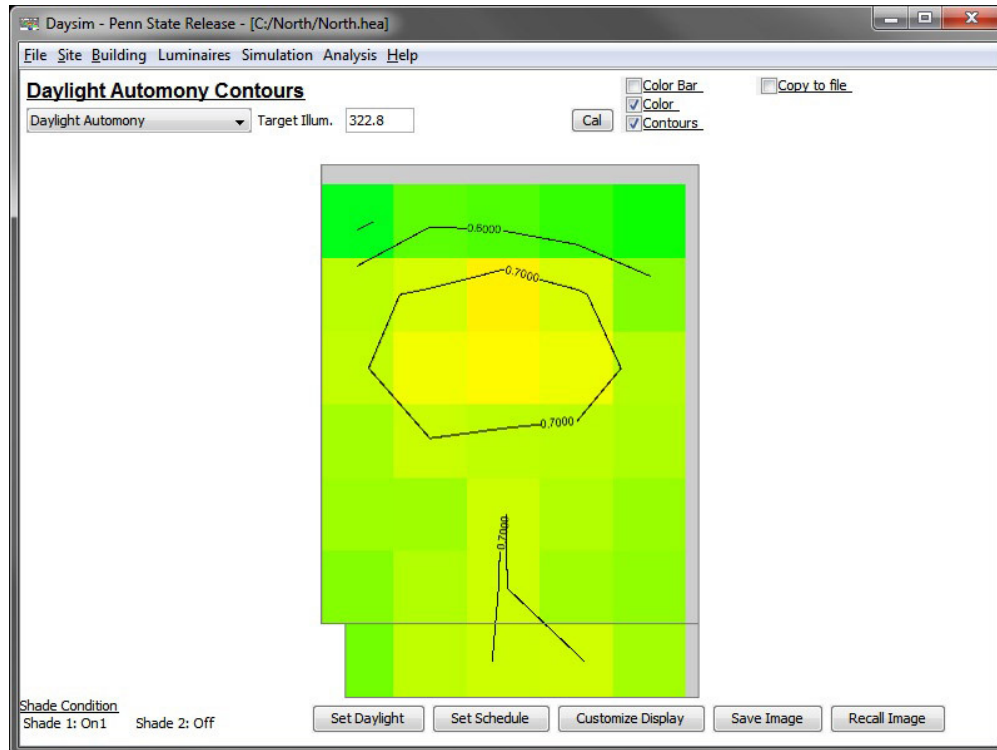 Daysim - Penn State Release - [C:/North/North.hea]
File Site Building Luminaires Simulation Analysis Help
Daylight Automony Contours
Color Bar
Copy to file
Color
Contours
Daylight Automony
Target Illum. 322.8
Cal
0.6000
0.7000
0.7000
0.7000
Shade Condition
Shade 1: On1 Shade 2: Off
Set Daylight Set Schedule Customize Display Save Image Recall Image